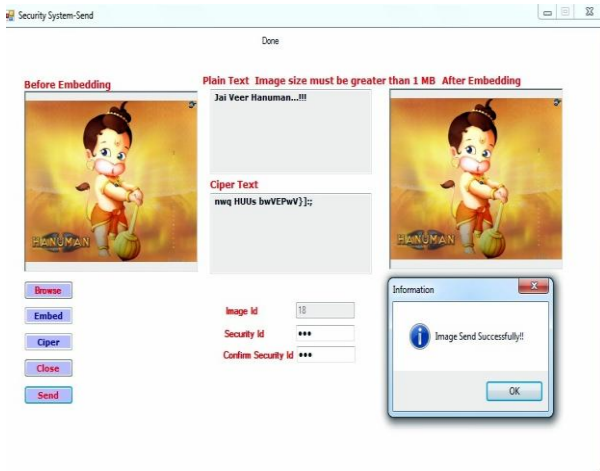 Security System-Send
Done
Before Embedding
Plain Text Image size must be greater than 1 MB After Embedding
Jai Veer Hanuman...!!!
HANUMAN
Ciper Text
nwq HUUs bwVEPwV}]:;
HANUMAN
Browse
Embed
Ciper
Close
Send
Image Id 18
Security Id •••
Confirm Security Id •••
Information
Image Send Successfully!!
OK